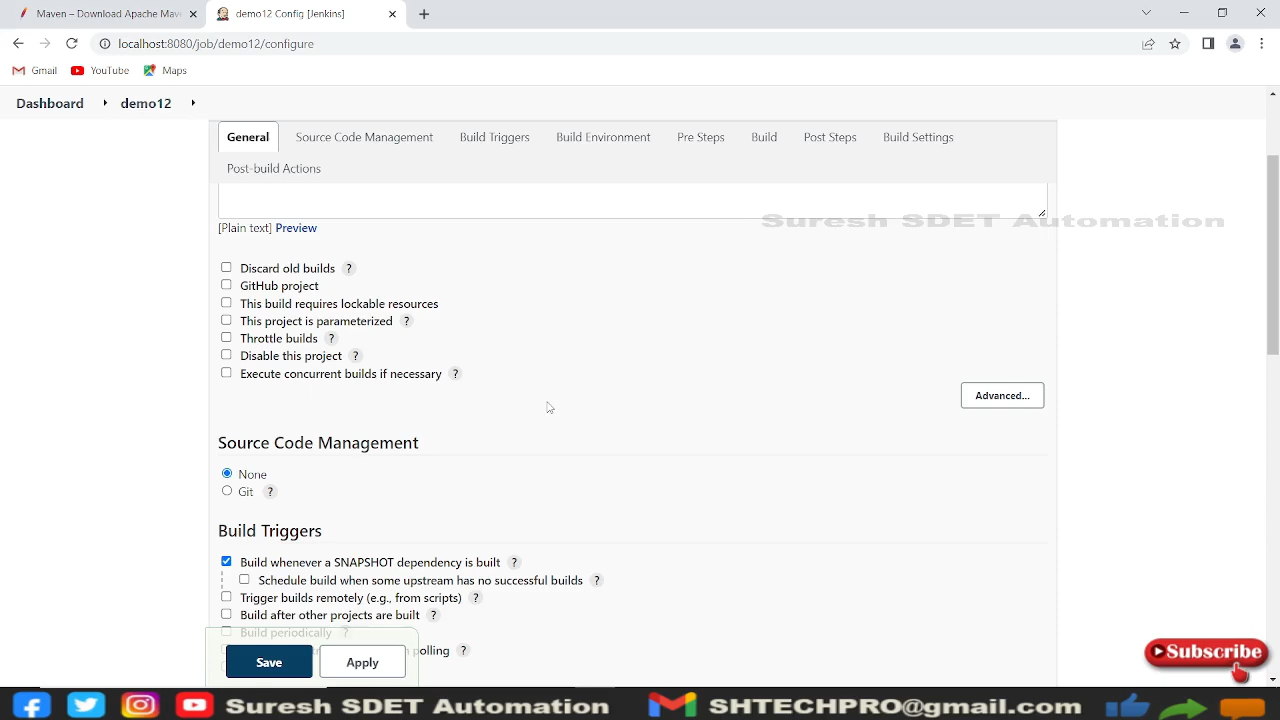 Maven – Download Apache Mav
demo12 Config [Jenkins]
localhost:8080/job/demo12/configure
Gmail YouTube Maps
Dashboard demo12
General Source Code Management Build Triggers Build Environment Pre Steps Build Post Steps Build Settings
Post-build Actions
Suresh SDET Automation
[Plain text] Preview
Discard old builds ?
GitHub project
This build requires lockable resources
This project is parameterized ?
Throttle builds ?
Disable this project ?
Execute concurrent builds if necessary ?
Advanced...
Source Code Management
None
Git ?
Build Triggers
Build whenever a SNAPSHOT dependency is built ?
Schedule build when some upstream has no successful builds ?
Trigger builds remotely (e.g., from scripts) ?
Build after other projects are built ?
Build periodically ?
polling ?
Save Apply
Subscribe
Suresh SDET Automation SHTECHPRO@gmail.com